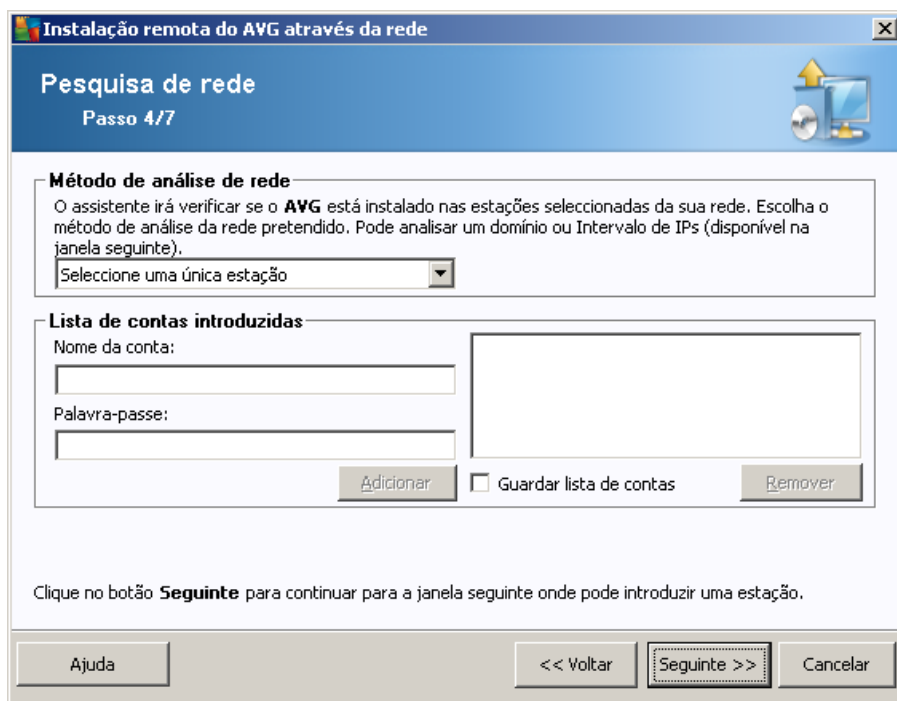 Instalação remota do AVG através da rede
Pesquisa de rede
Passo 4/7
Método de análise de rede
O assistente irá verificar se o AVG está instalado nas estações seleccionadas da sua rede. Escolha o
método de análise da rede pretendido. Pode analisar um domínio ou Intervalo de IPs (disponível na
janela seguinte).
Seleccione uma única estação
Lista de contas introduzidas
Nome da conta:
Palavra-passe:
Adicionar
Guardar lista de contas
Remover
Clique no botão Seguinte para continuar para a janela seguinte onde pode introduzir uma estação.
Ajuda
<< Voltar
Seguinte >>
Cancelar